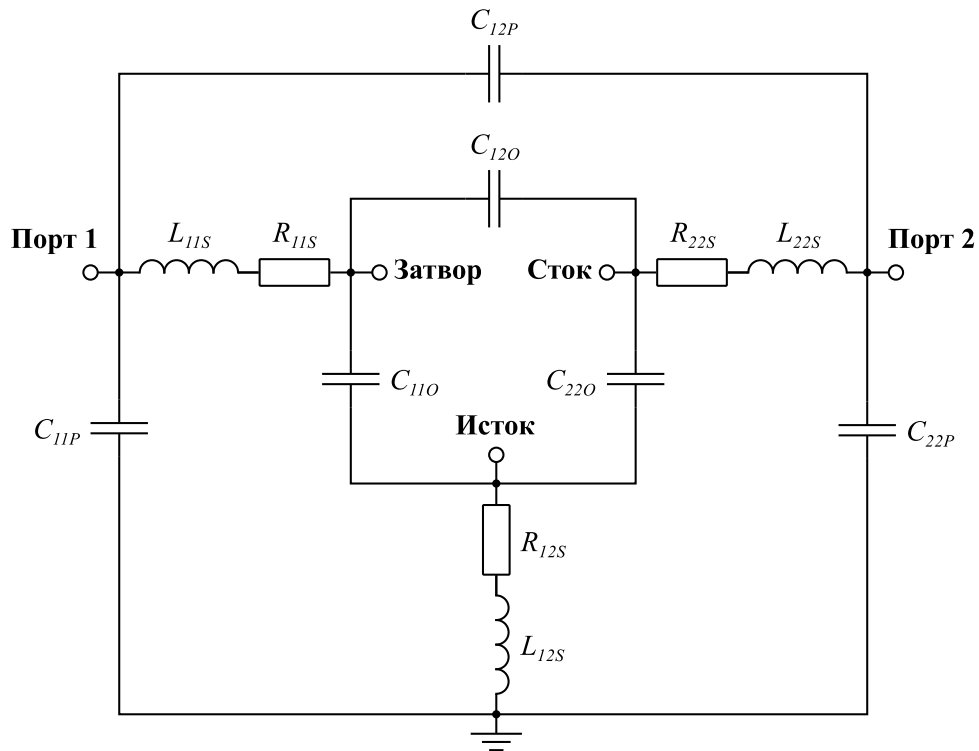 C12P
C12O
Порт 1
L11S
R11S
Затвор
Сток
R22S
L22S
Порт 2
C11O
C22O
C11P
Исток
C22P
R12S
L12S